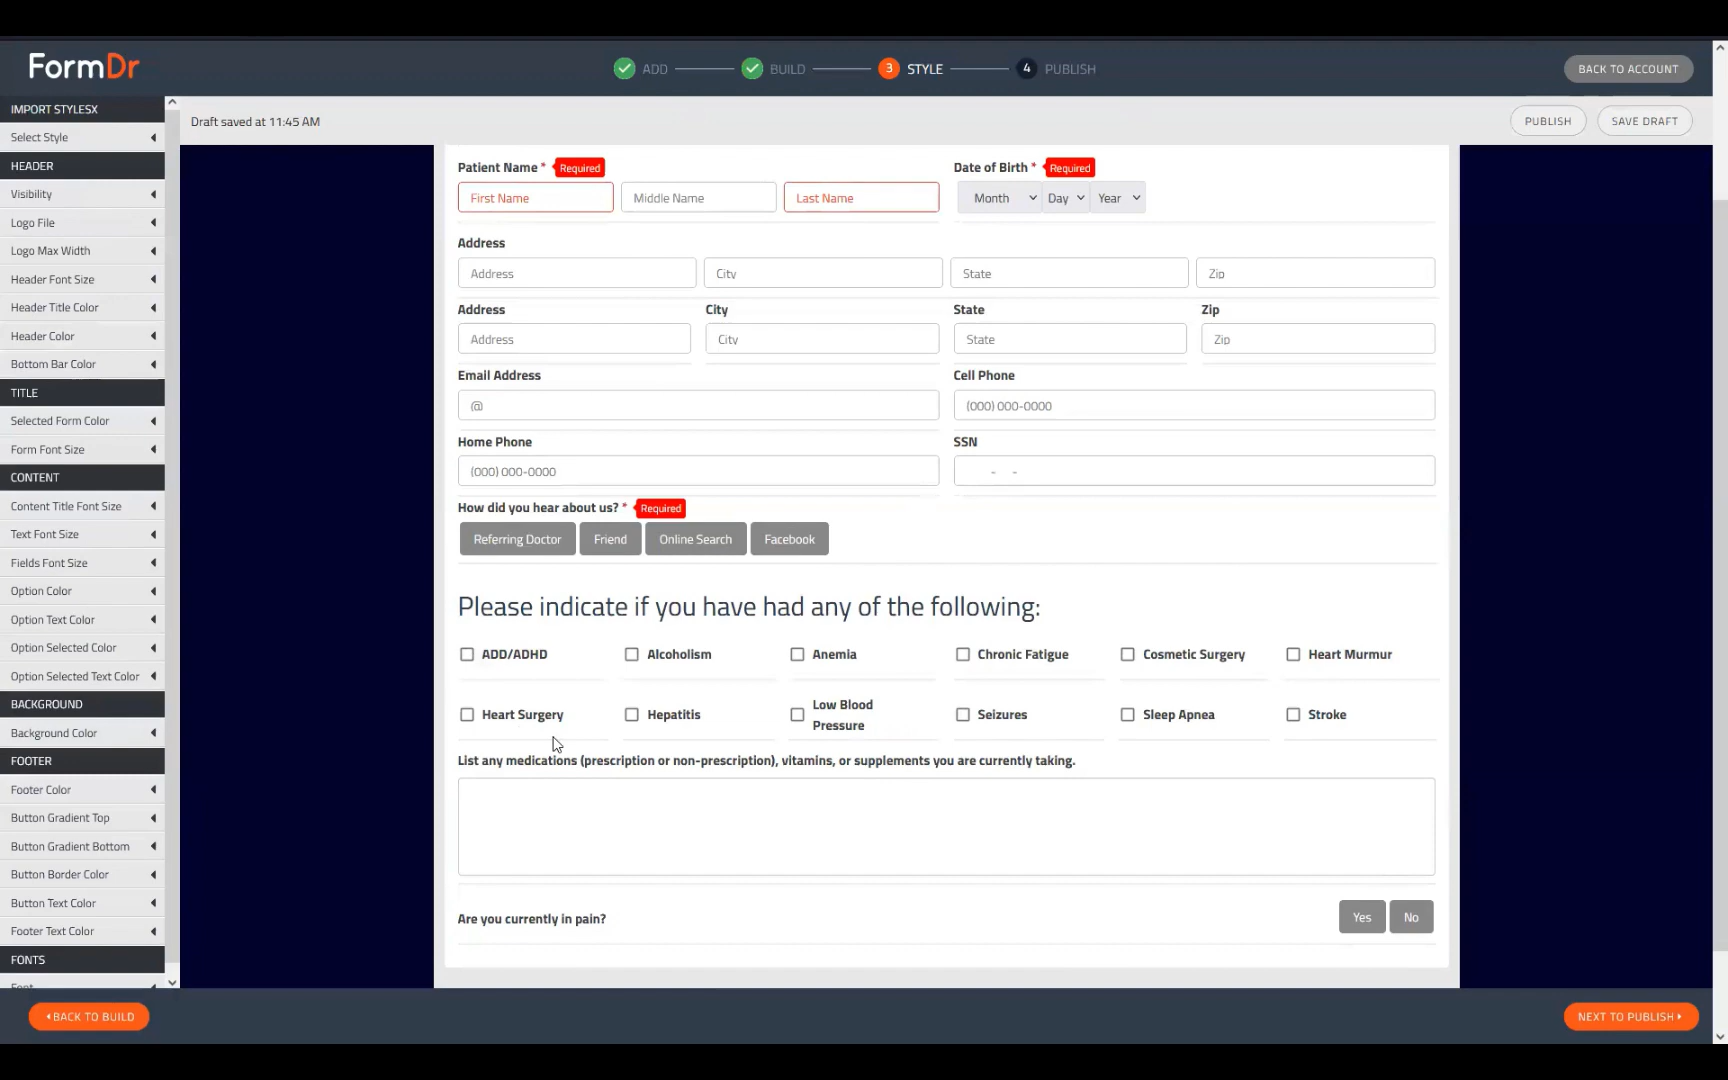 FormDr
ADD
BUILD
3 STYLE
4 PUBLISH
BACK TO ACCOUNT
IMPORT STYLESX
Select Style
HEADER
Visibility
Logo File
Logo Max Width
Header Font Size
Header Title Color
Header Color
Bottom Bar Color
TITLE
Selected Form Color
Form Font Size
CONTENT
Content Title Font Size
Text Font Size
Fields Font Size
Option Color
Option Text Color
Option Selected Color
Option Selected Text Color
BACKGROUND
Background Color
FOOTER
Footer Color
Button Gradient Top
Button Gradient Bottom
Button Border Color
Button Text Color
Footer Text Color
FONTS
Font
Draft saved at 11:45 AM
PUBLISH
SAVE DRAFT
Patient Name * Required
First Name
Middle Name
Last Name
Date of Birth * Required
Month
Day
Year
Address
Address
City
State
Zip
Address
City
State
Zip
Address
City
State
Zip
Email Address
Cell Phone
@
(000) 000-0000
Home Phone
SSN
(000) 000-0000
- -
How did you hear about us? * Required
Referring Doctor
Friend
Online Search
Facebook
Please indicate if you have had any of the following:
ADD/ADHD
Alcoholism
Anemia
Chronic Fatigue
Cosmetic Surgery
Heart Murmur
Heart Surgery
Hepatitis
Low Blood
Pressure
Seizures
Sleep Apnea
Stroke
List any medications (prescription or non-prescription), vitamins, or supplements you are currently taking.
Are you currently in pain?
Yes
No
BACK TO BUILD
NEXT TO PUBLISH